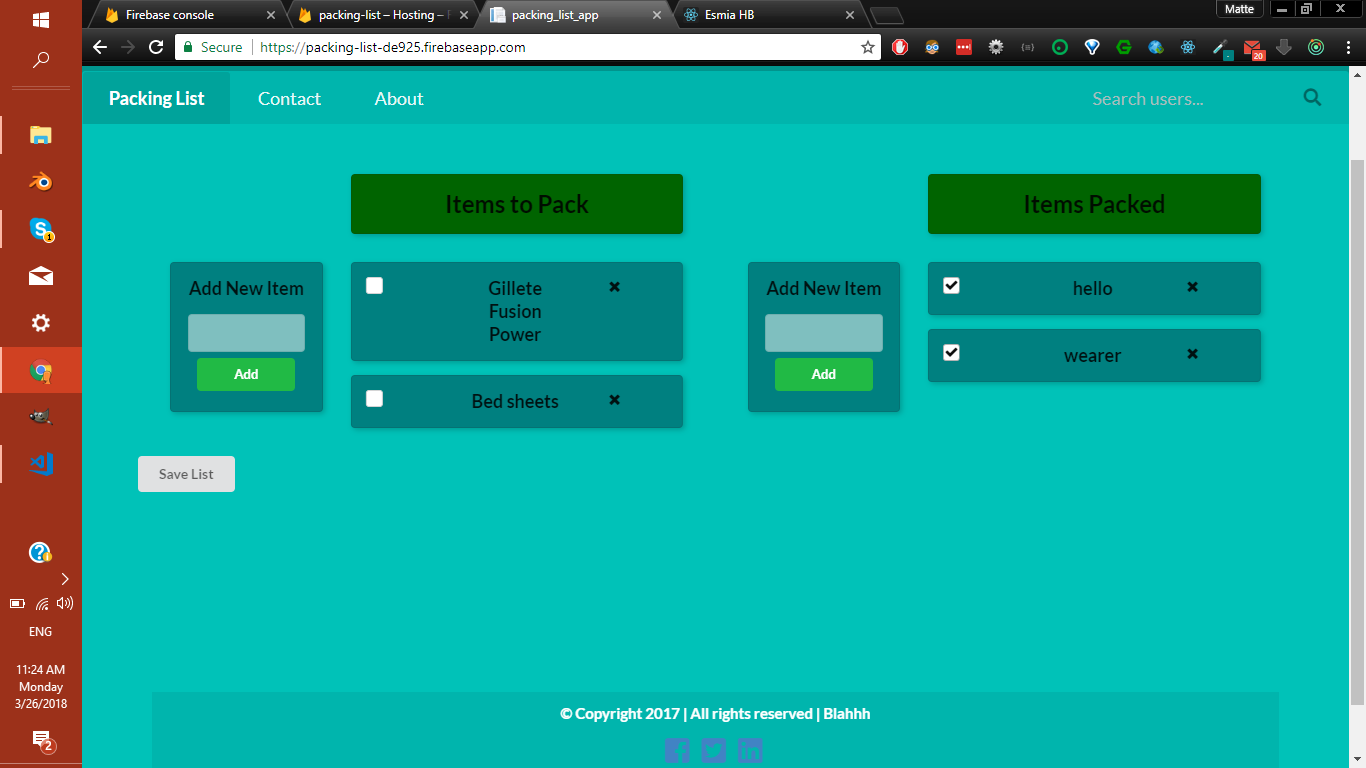 Firebase console
packing-list – Hosting –
packing_list_app
Esmia HB
Matte
Secure
https://packing-list-de925.firebaseapp.com
20
Packing List
Contact
About
Search users...
Items to Pack
Items Packed
Add New Item
Add
Gillete
Fusion
Power
Bed sheets
Add New Item
Add
hello
wearer
Save List
© Copyright 2017 | All rights reserved | Blahhh
1
ENG
11:24 AM
Monday
3/26/2018
2